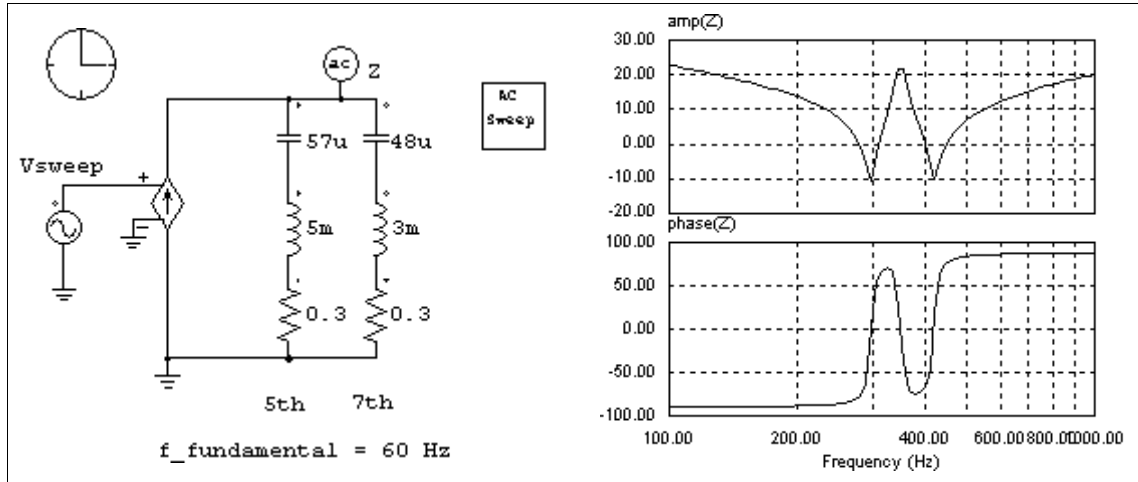 ac
Z
AC
Sweep
57u
48u
Vsweep
+
-
5m
3m
0.3
0.3
5th
7th
f_fundamental = 60 Hz
amp(Z)
30.00
20.00
10.00
0.00
-10.00
-20.00
phase(Z)
100.00
50.00
0.00
-50.00
-100.00
100.00
200.00
400.00
600.00
800.00
1000.00
Frequency (Hz)